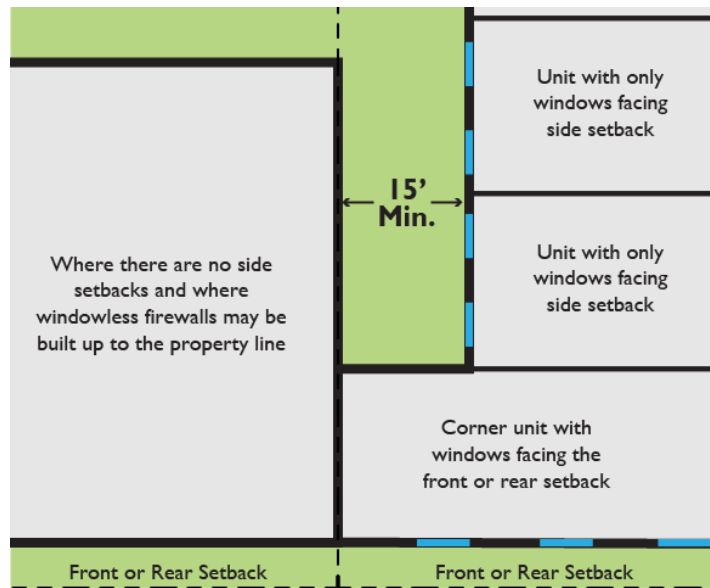 Unit with only
windows facing
side setback
15’
Min.
Where there are no side
setbacks and where
windowless firewalls may be
built up to the property line
Unit with only
windows facing
side setback
Corner unit with
windows facing the
front or rear setback
Front or Rear Setback
Front or Rear Setback